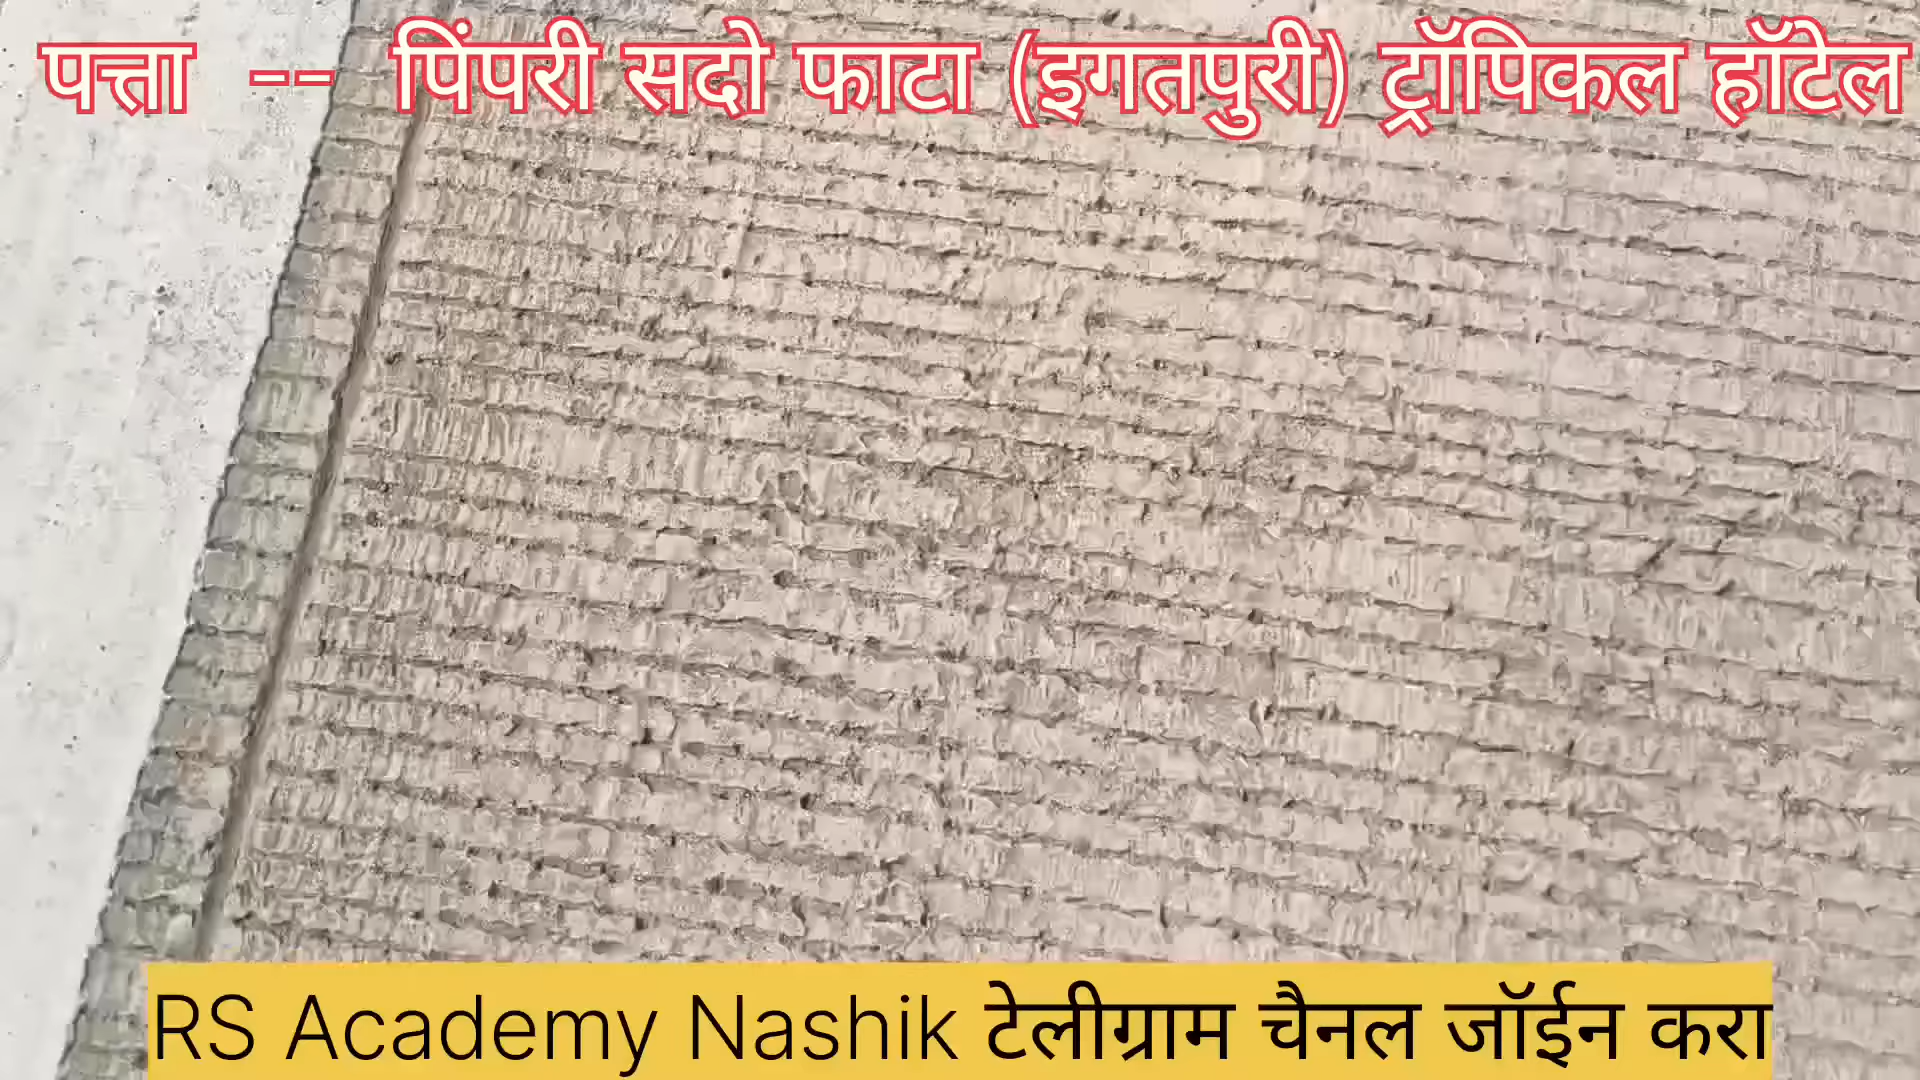 पत्ता -- पिंपरी सदो फाटा (इगतपुरी) ट्रॉपिकल हॉटेल
RS Academy Nashik टेलीग्राम चैनल जॉईन करा